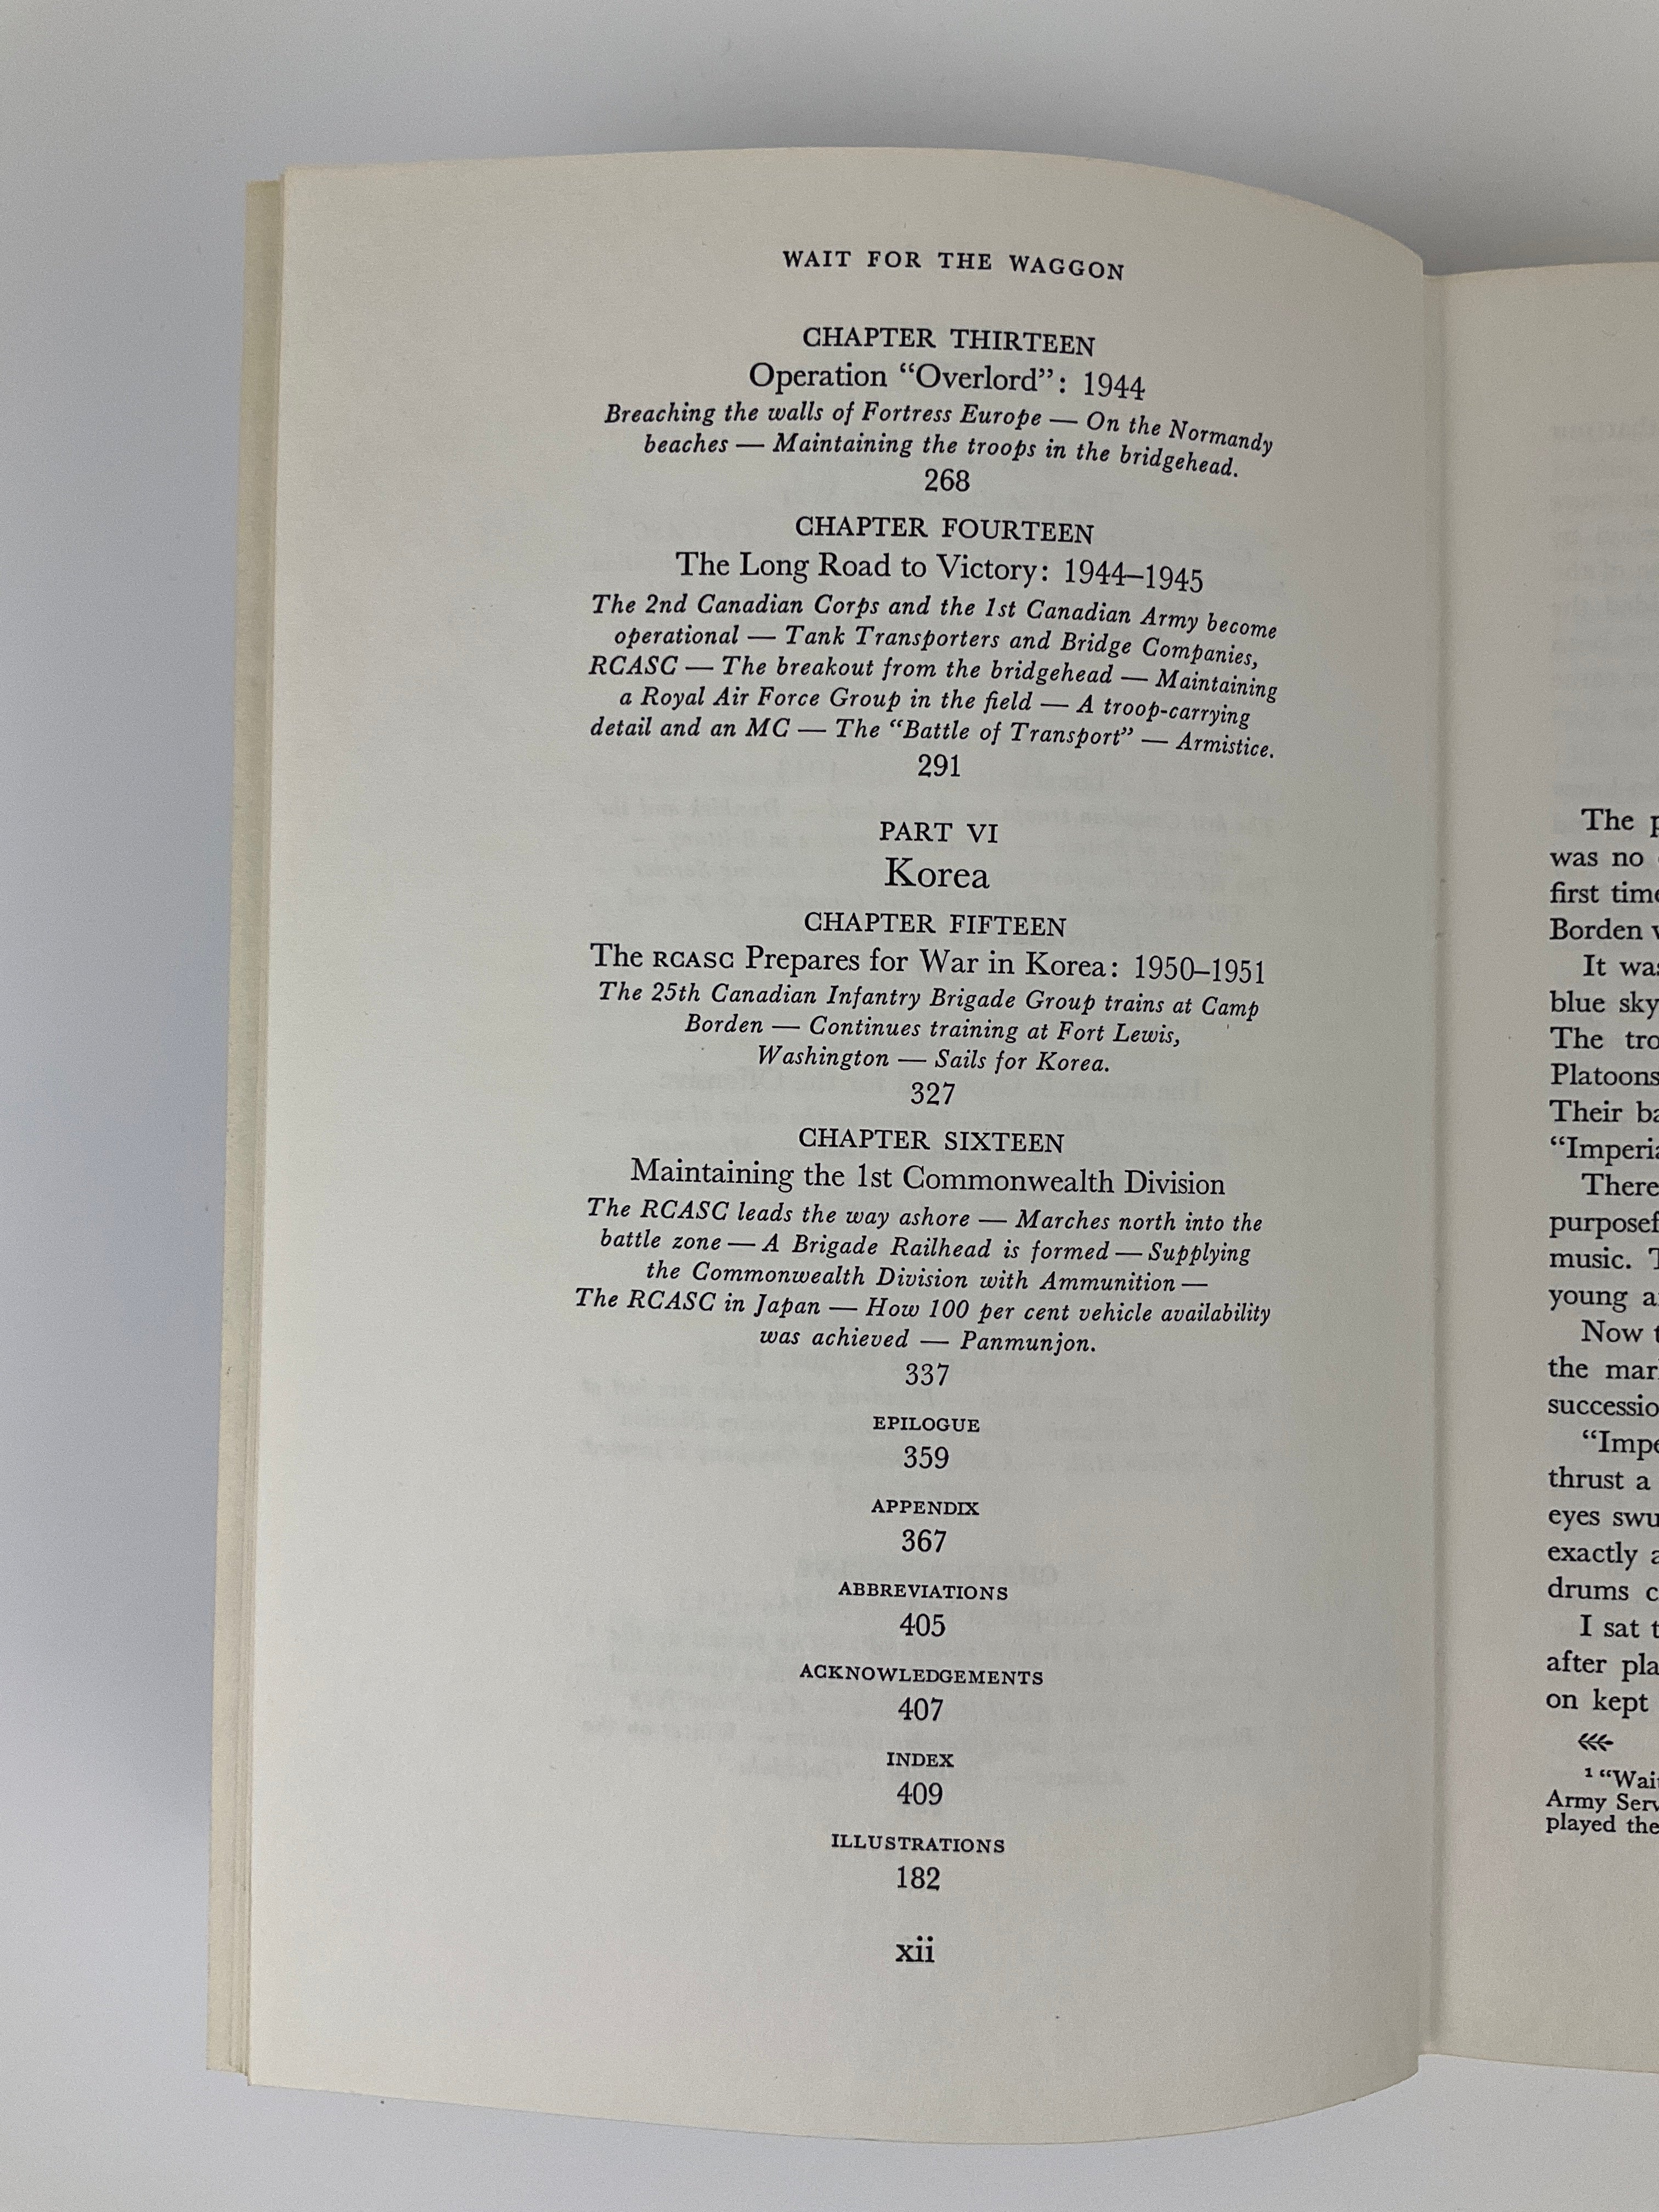 WAIT FOR THE WAGGON
CHAPTER THIRTEEN
Operation “Overlord”: 1944
Breaching the walls of Fortress Europe — On the Normandy
beaches — Maintaining the troops in the bridgehead.
268
CHAPTER FOURTEEN
The Long Road to Victory: 1944–1945
The 2nd Canadian Corps and the 1st Canadian Army become
operational — Tank Transporters and Bridge Companies,
RCASC — The breakout from the bridgehead — Maintaining
a Royal Air Force Group in the field — A troop-carrying
detail and an MC — The “Battle of Transport” — Armistice.
291
PART VI
Korea
CHAPTER FIFTEEN
The RCASC Prepares for War in Korea: 1950–1951
The 25th Canadian Infantry Brigade Group trains at Camp
Borden — Continues training at Fort Lewis,
Washington — Sails for Korea.
327
CHAPTER SIXTEEN
Maintaining the 1st Commonwealth Division
The RCASC leads the way ashore — Marches north into the
battle zone — A Brigade Railhead is formed — Supplying
the Commonwealth Division with Ammunition —
The RCASC in Japan — How 100 per cent vehicle availability
was achieved — Panmunjon.
337
EPILOGUE
359
APPENDIX
367
ABBREVIATIONS
405
ACKNOWLEDGEMENTS
407
INDEX
409
ILLUSTRATIONS
182
xii
The
was no
first
Borden
It
blue sky
The
Platoons
Their
There
music.
young
Now
the
"Impe
thrust a
eyes
exactly
drums
I sat
after
on kept
1 “Wai
Army
played the